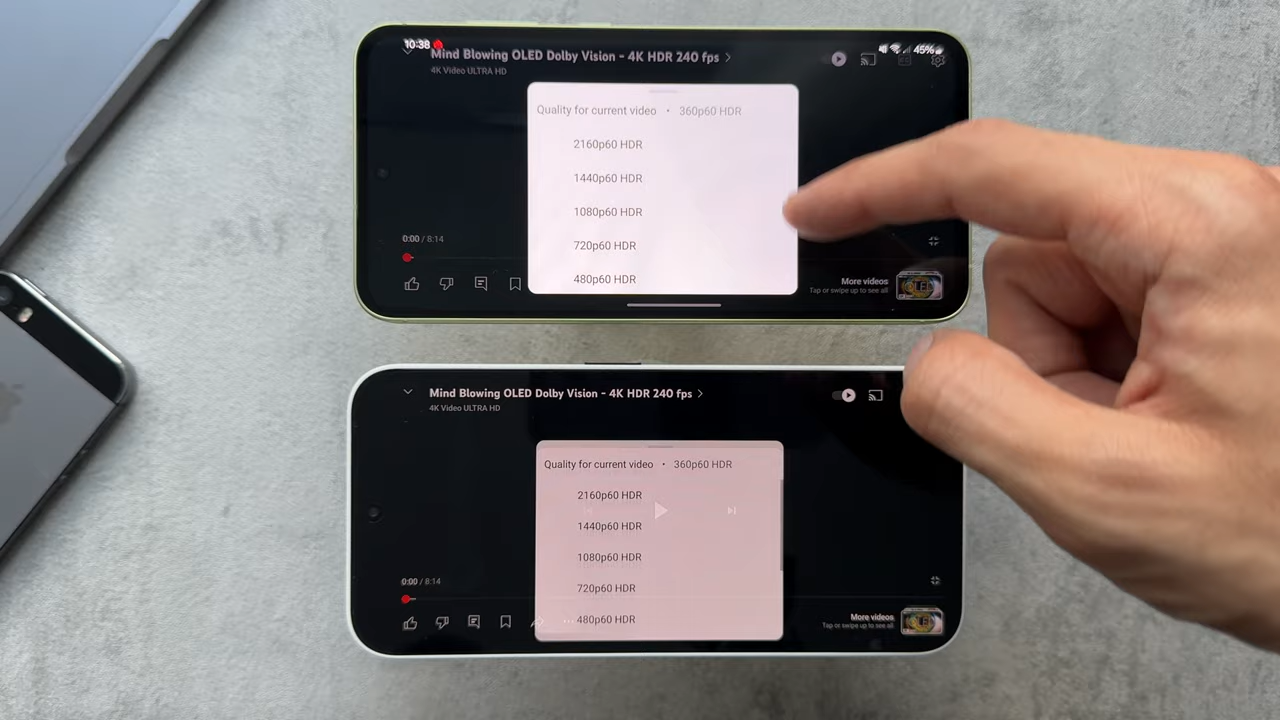 10:38
45%
Mind Blowing OLED Dolby Vision - 4K HDR 240 fps
4K Video ULTRA HD
Quality for current video • 360p60 HDR
2160p60 HDR
1440p60 HDR
1080p60 HDR
720p60 HDR
480p60 HDR
0:00 / 8:14
More videos
Tap or swipe up to see all
OLED
Mind Blowing OLED Dolby Vision - 4K HDR 240 fps
4K Video ULTRA HD
Quality for current video • 360p60 HDR
2160p60 HDR
1440p60 HDR
1080p60 HDR
720p60 HDR
480p60 HDR
0:00 / 8:14
More videos
Tap or swipe up to see all
OLED